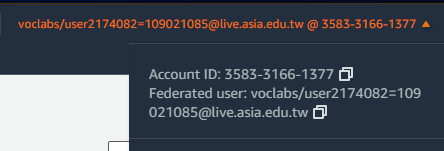 voclabs/user2174082=109021085@live.asia.edu.tw @ 3583-3166-1377
Account ID: 3583-3166-1377
Federated user: voclabs/user2174082=109
021085@live.asia.edu.tw